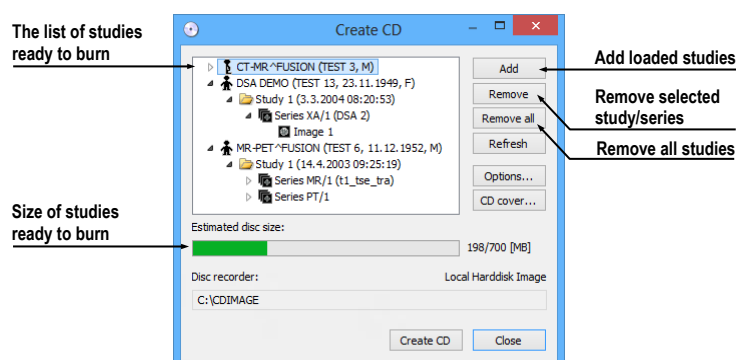 Create CD
The list of studies
ready to burn
CT-MR^FUSION (TEST 3, M)
DSA DEMO (TEST 13, 23.11.1949, F)
Study 1 (3.3.2004 08:20:53)
Series XA/1 (DSA 2)
Image 1
MR-PET^FUSION (TEST 6, 11.12.1952, M)
Study 1 (14.4.2003 09:25:19)
Series MR/1 (t1_tse_tra)
Series PT/1
Add
Remove
Remove all
Refresh
Options...
CD cover...
Add loaded studies
Remove selected
study/series
Remove all studies
Size of studies
ready to burn
Estimated disc size:
198/700 [MB]
Disc recorder:
Local Harddisk Image
C:\CDIMAGE
Create CD
Close